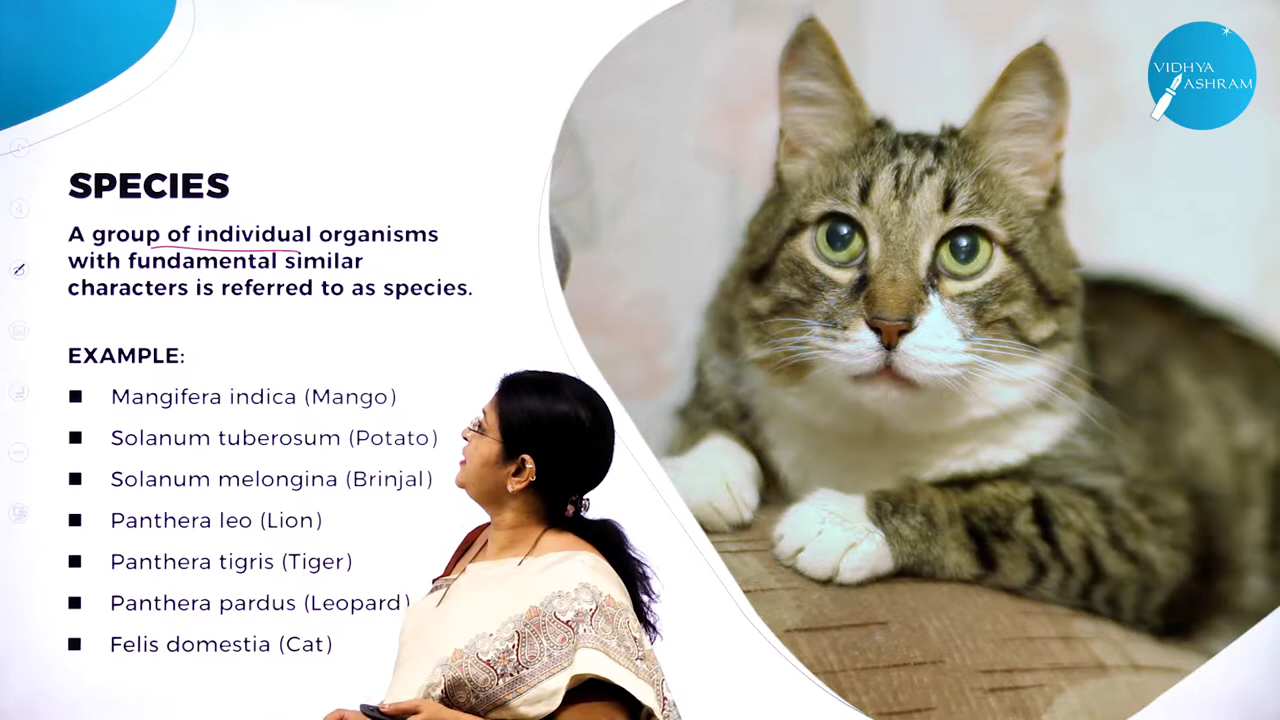 VIDHYA
ASHRAM
SPECIES
A group of individual organisms
with fundamental similar
characters is referred to as species.
EXAMPLE:
Mangifera indica (Mango)
Solanum tuberosum (Potato)
Solanum melongina (Brinjal)
Panthera leo (Lion)
Panthera tigris (Tiger)
Panthera pardus (Leopard)
Felis domestia (Cat)